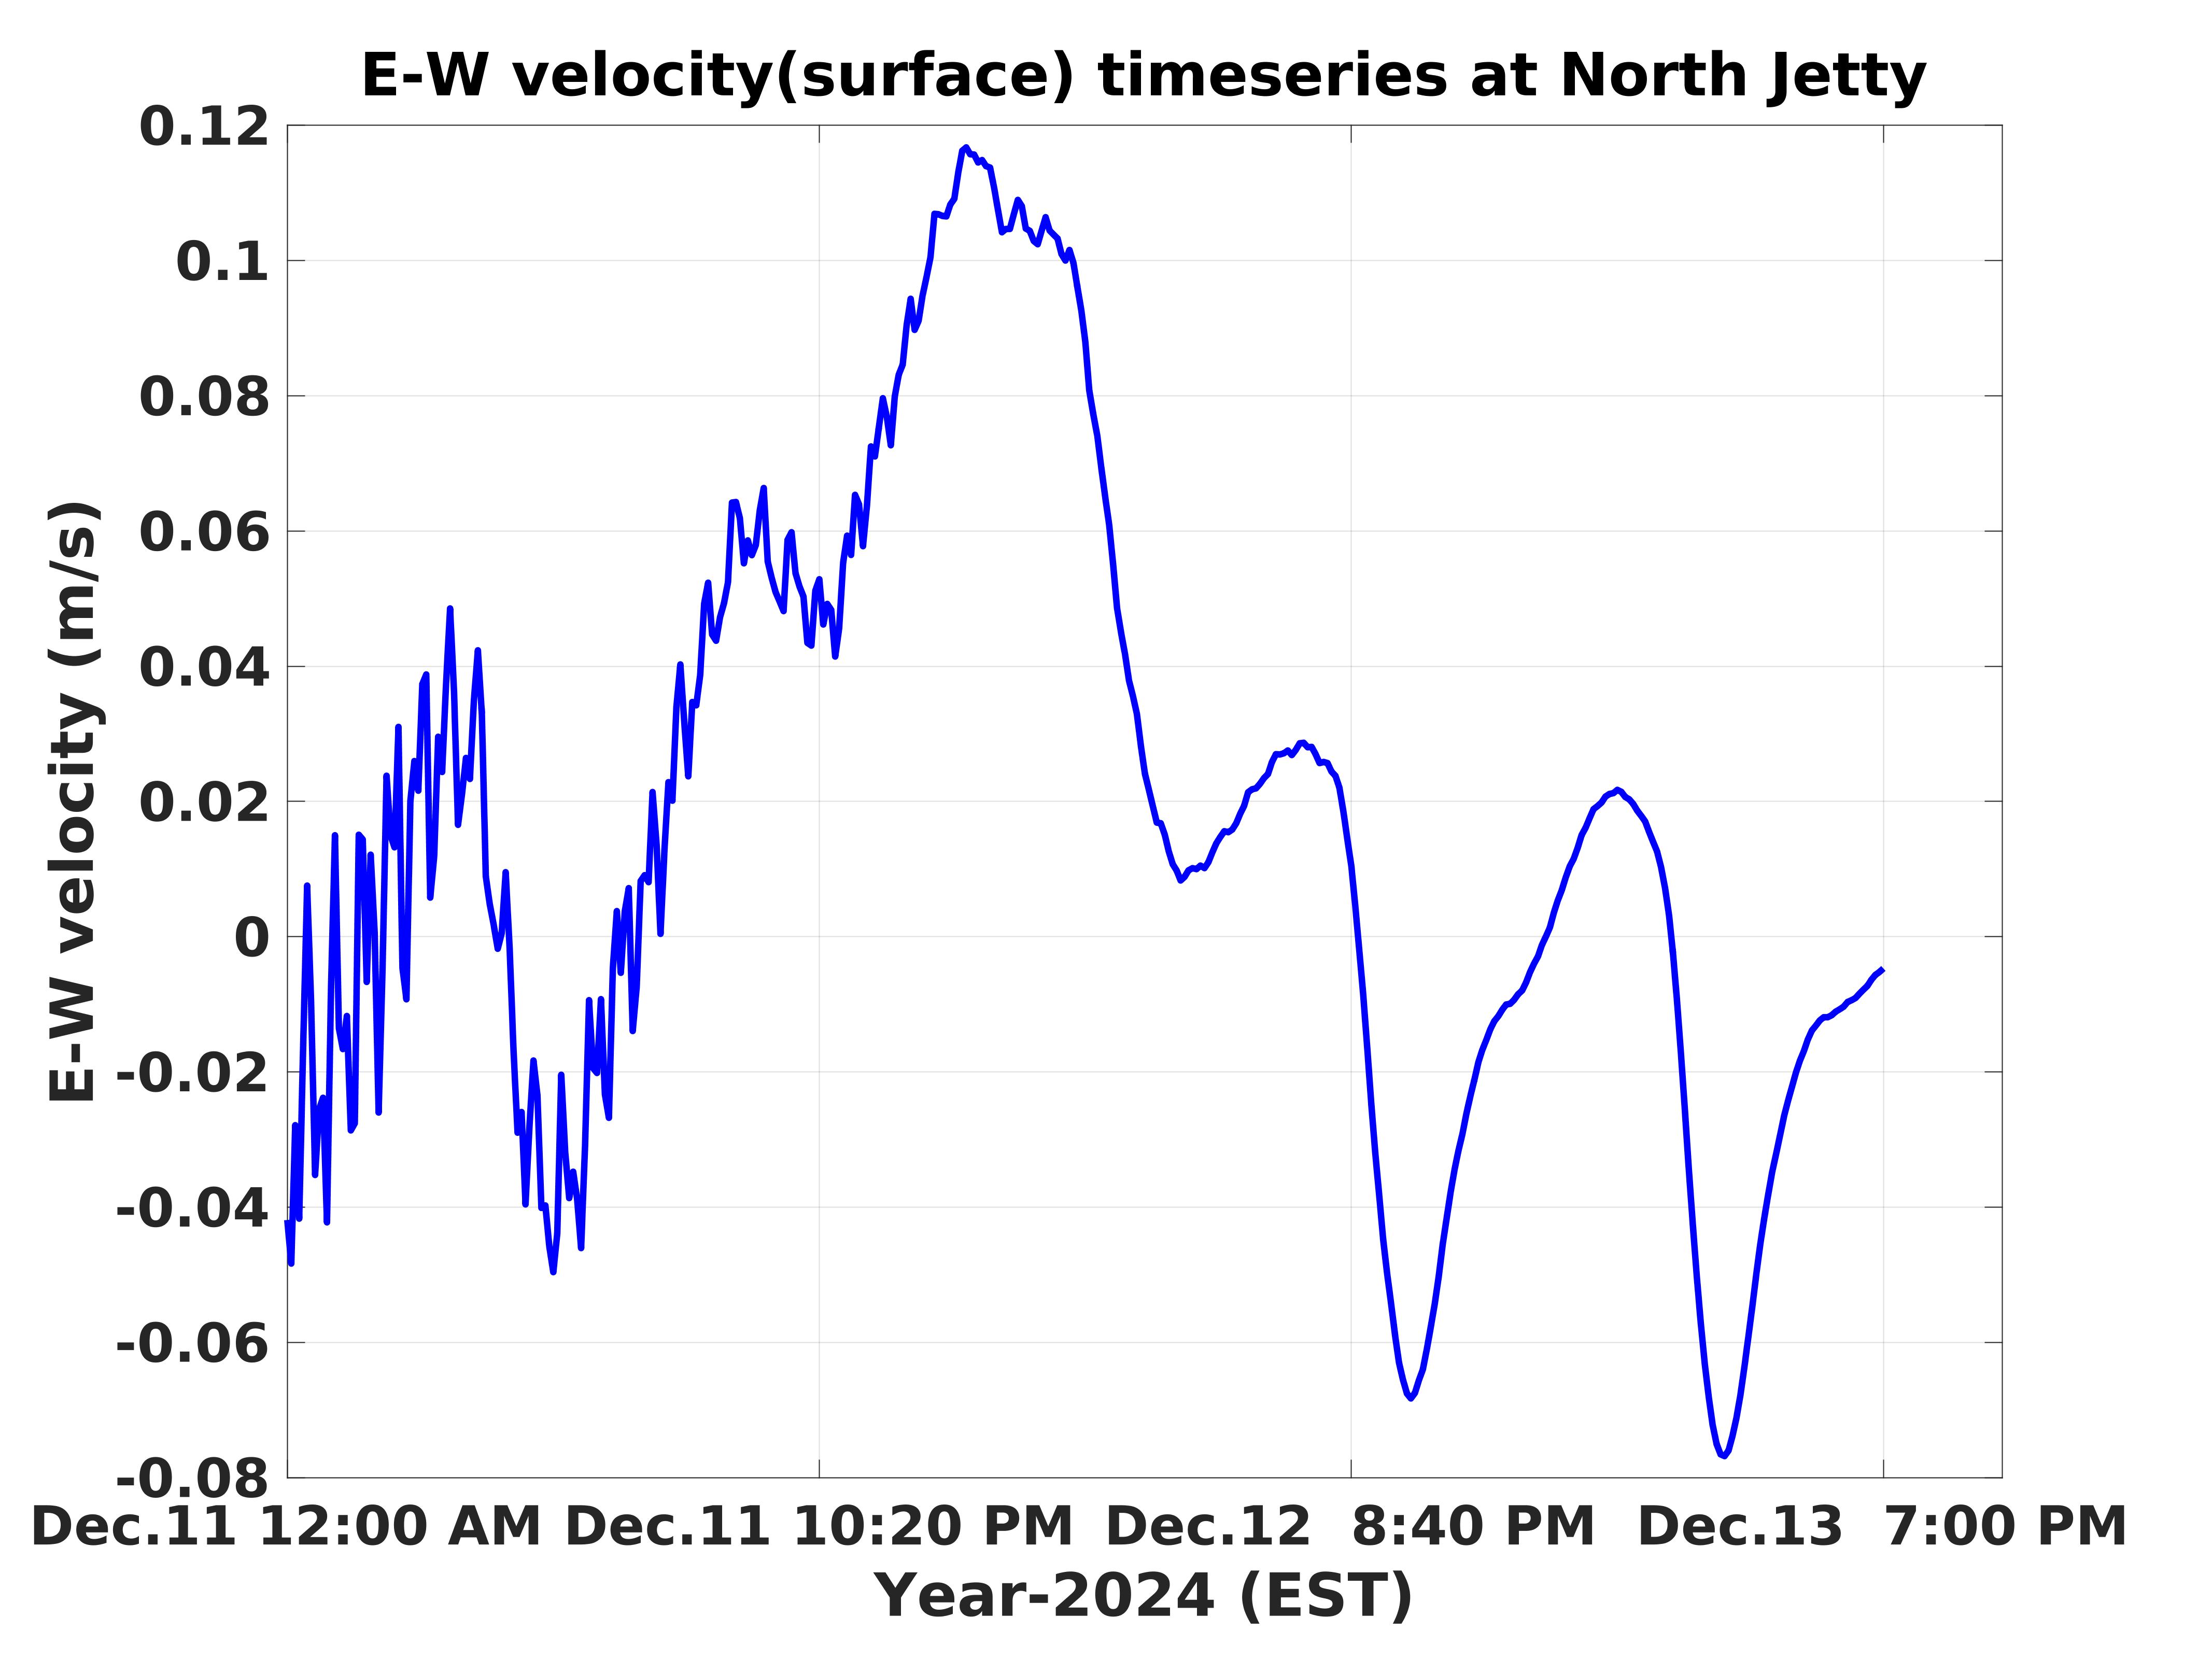 E-W velocity(surface) timeseries at North Jetty
0.12
0.1
0.08
0.06
0.04
0.02
0
-0.02
-0.04
-0.06
-0.08
E-W velocity (m/s)
Dec.11 12:00 AM Dec.11 10:20 PM Dec.12 8:40 PM Dec.13 7:00 PM
Year-2024 (EST)